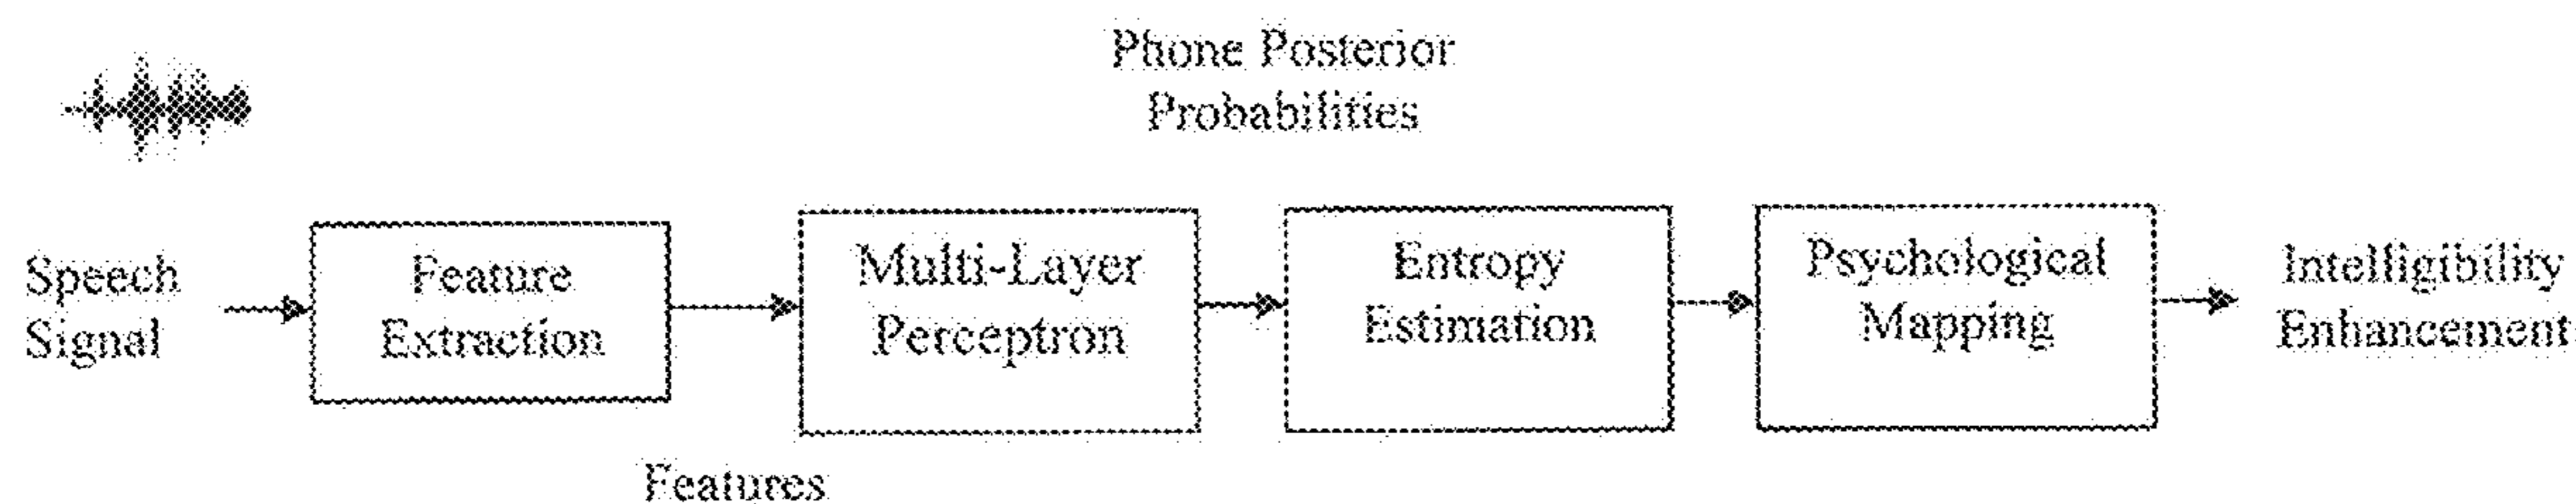 Phone Posterior
Probabilities
Speech
Signal
Feature
Extraction
Multi-Layer
Perceptron
Entropy
Estimation
Psychological
Mapping
Intelligibility
Enhancement
Features